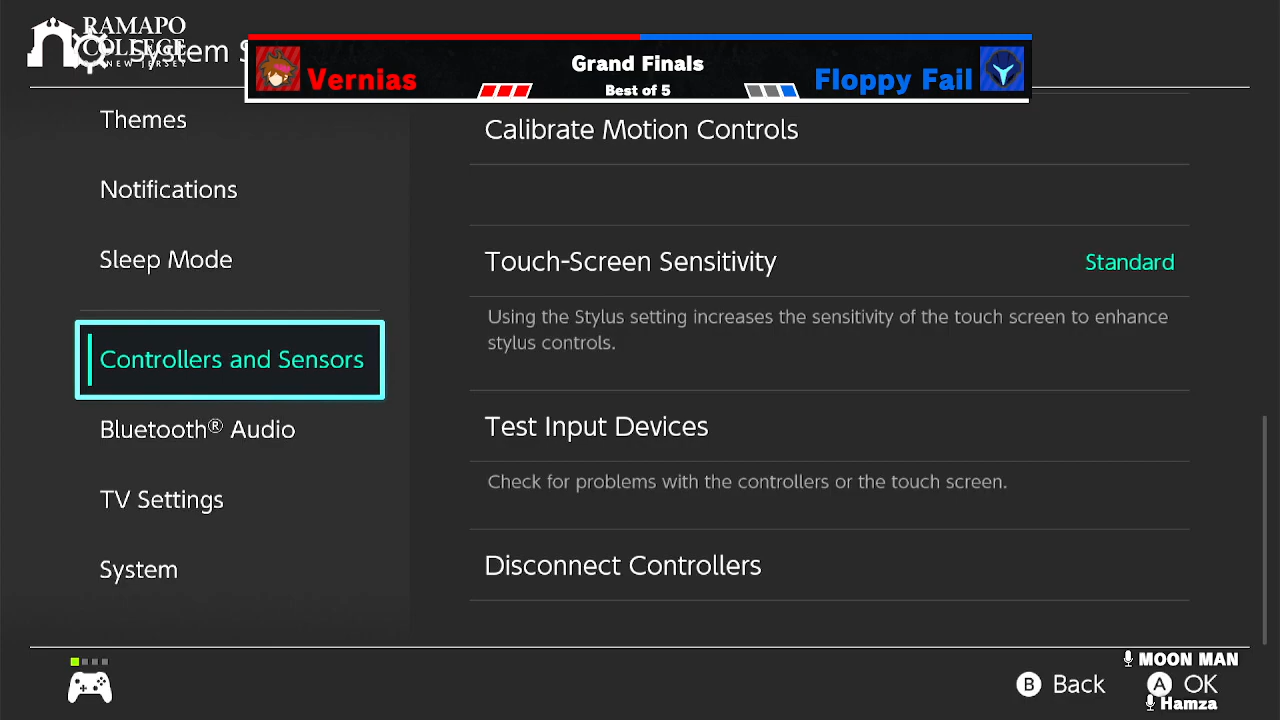 RAMAPO
COLLEGE
NEW JERSEY
System S
Vernias
Grand Finals
Best of 5
Floppy Fail
Themes
Notifications
Sleep Mode
Controllers and Sensors
Bluetooth® Audio
TV Settings
System
Calibrate Motion Controls
Touch-Screen Sensitivity
Standard
Using the Stylus setting increases the sensitivity of the touch screen to enhance
stylus controls.
Test Input Devices
Check for problems with the controllers or the touch screen.
Disconnect Controllers
MOON MAN
B Back
A OK
Hamza